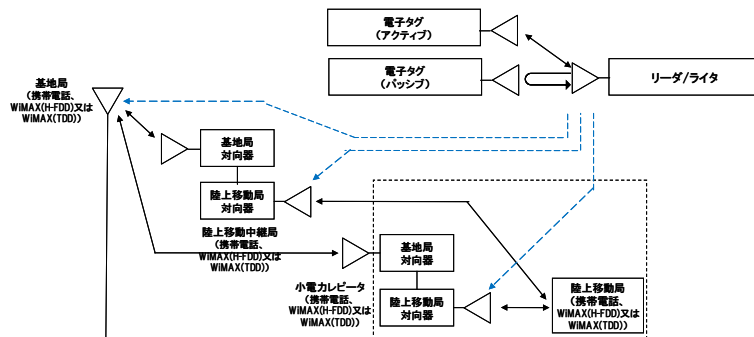 電子タグ
（アクティブ）
電子タグ
（パッシブ）
リーダ/ライタ
基地局
（携帯電話、
WiMAX(H-FDD)又は
WiMAX(TDD)）
基地局
対向器
陸上移動局
対向器
陸上移動中継局
（携帯電話、
WiMAX(H-FDD)又は
WiMAX(TDD)）
基地局
対向器
小電力レピータ
（携帯電話、
WiMAX(H-FDD)又は
WiMAX(TDD)）
陸上移動局
対向器
陸上移動局
（携帯電話、
WiMAX(H-FDD)又は
WiMAX(TDD)）